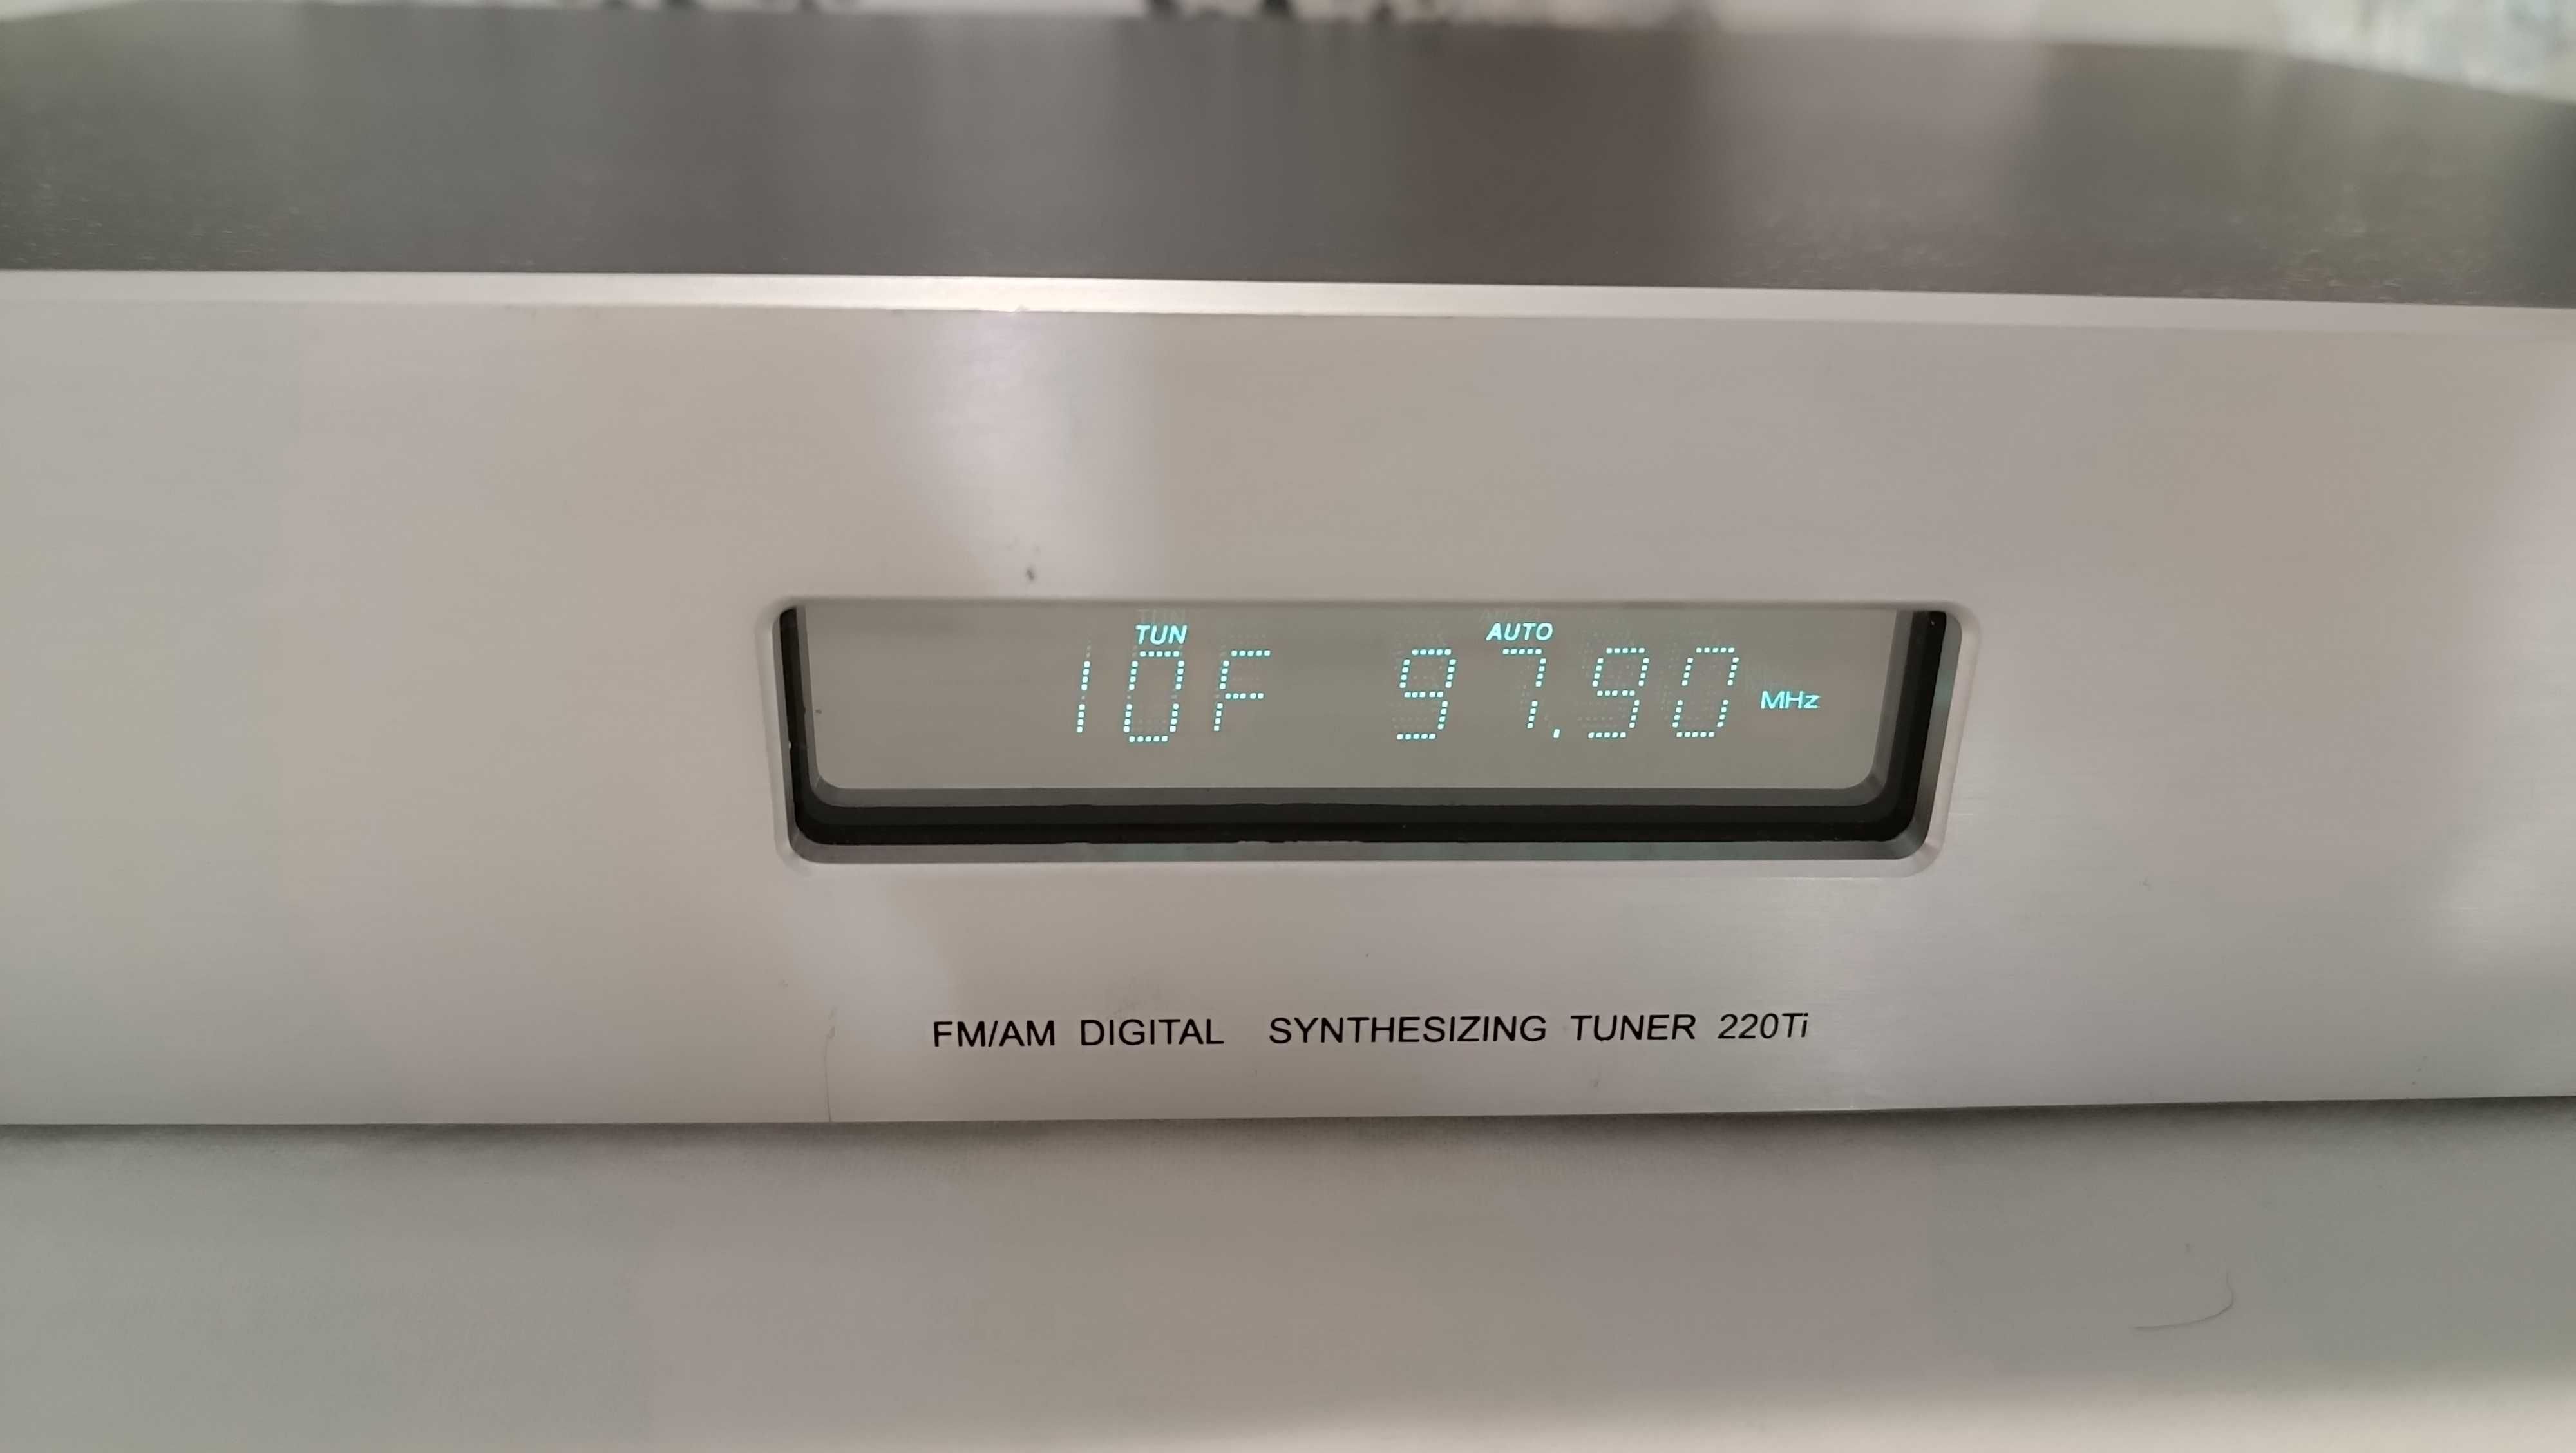 TUN AUTO
10F 97.90 MHz
FM/AM DIGITAL SYNTHESIZING TUNER 220Ti